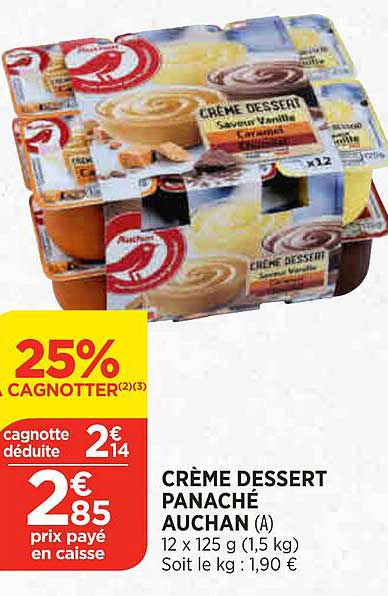 Auchan
CRÈME DESSERT
Saveur Vanille
Caramel
Chocolat
x12
Auchan
CRÈME DESSERT
Saveur Vanille
Caramel
25%
À CAGNOTTER(2)(3)
cagnotte
déduite
2€14
2€85
prix payé
en caisse
CRÈME DESSERT
PANACHÉ
AUCHAN (A)
12 x 125 g (1,5 kg)
Soit le kg : 1,90 €